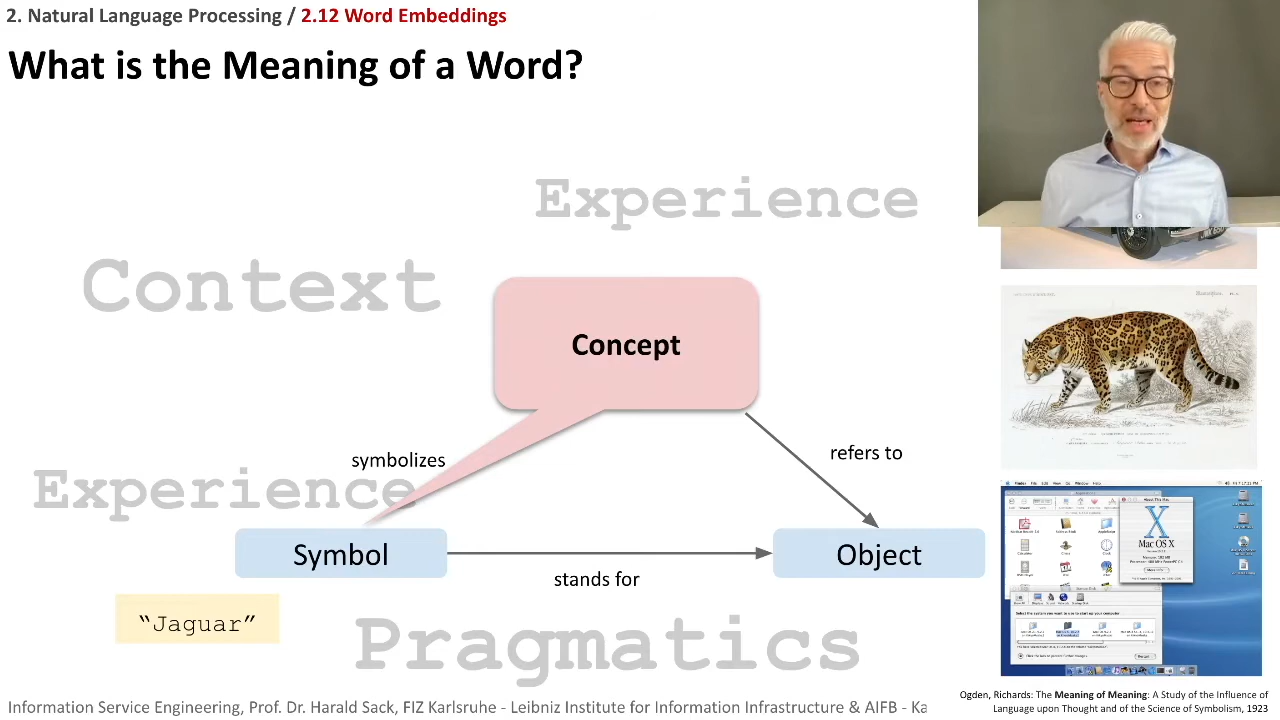 2. Natural Language Processing / 2.12 Word Embeddings
What is the Meaning of a Word?
Experience
Context
Concept
symbolizes
refers to
Experience
Symbol
Object
stands for
"Jaguar"
Pragmatics
Mac OS X
Ogden, Richards: The Meaning of Meaning: A Study of the Influence of
Language upon Thought and of the Science of Symbolism, 1923
Information Service Engineering, Prof. Dr. Harald Sack, FIZ Karlsruhe - Leibniz Institute for Information Infrastructure & AIFB - Ka